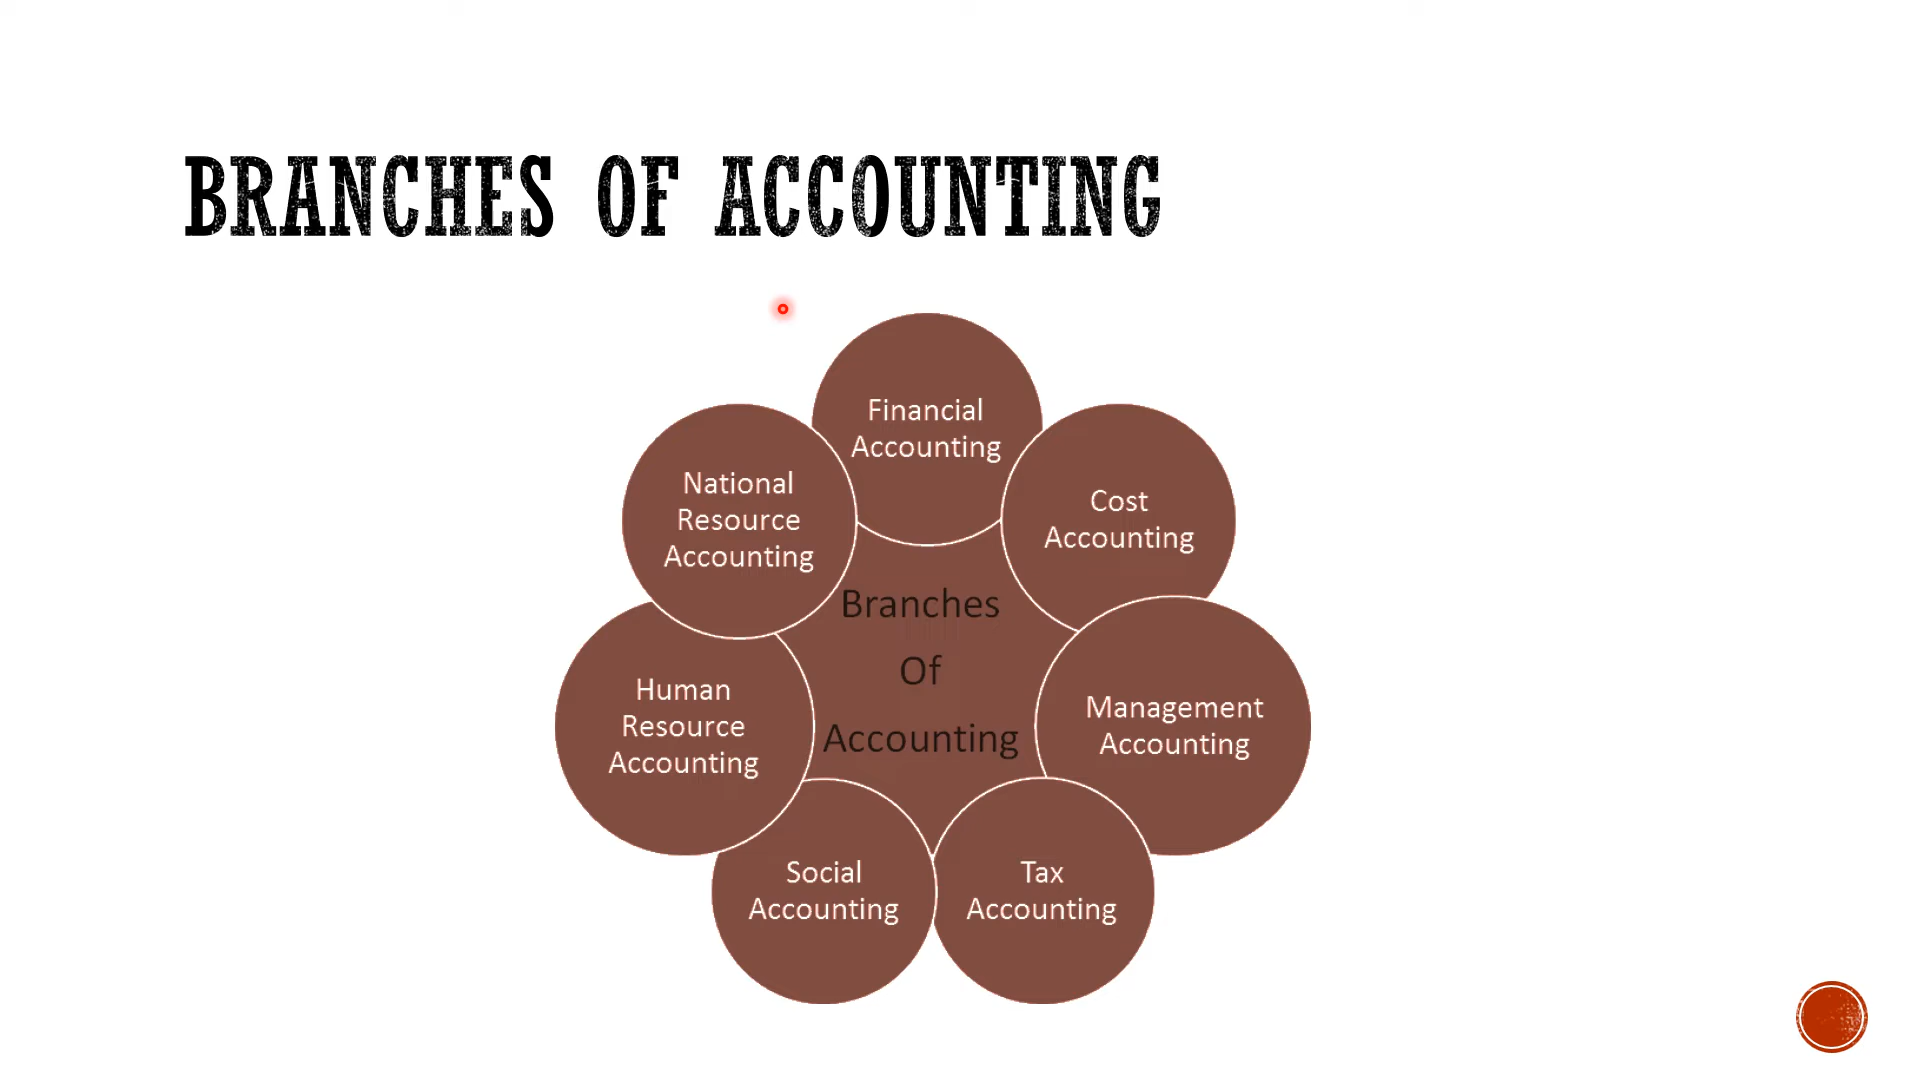 BRANCHES OF ACCOUNTING
Financial
Accounting
Cost
Accounting
Management
Accounting
Tax
Accounting
Social
Accounting
Human
Resource
Accounting
National
Resource
Accounting
Branches
Of
Accounting